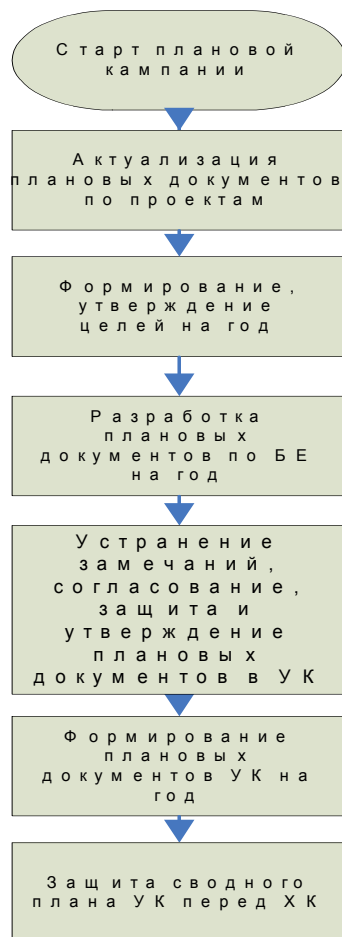 Старт плановой
кампании
Актуализация
плановых документов
по проектам
Формирование,
утверждение
целей на год
Разработка
плановых
документов по БЕ
на год
Устранение
замечаний,
согласование,
защита и
утверждение
плановых
документов в УК
Формирование
плановых
документов УК на
год
Защита сводного
плана УК перед ХК